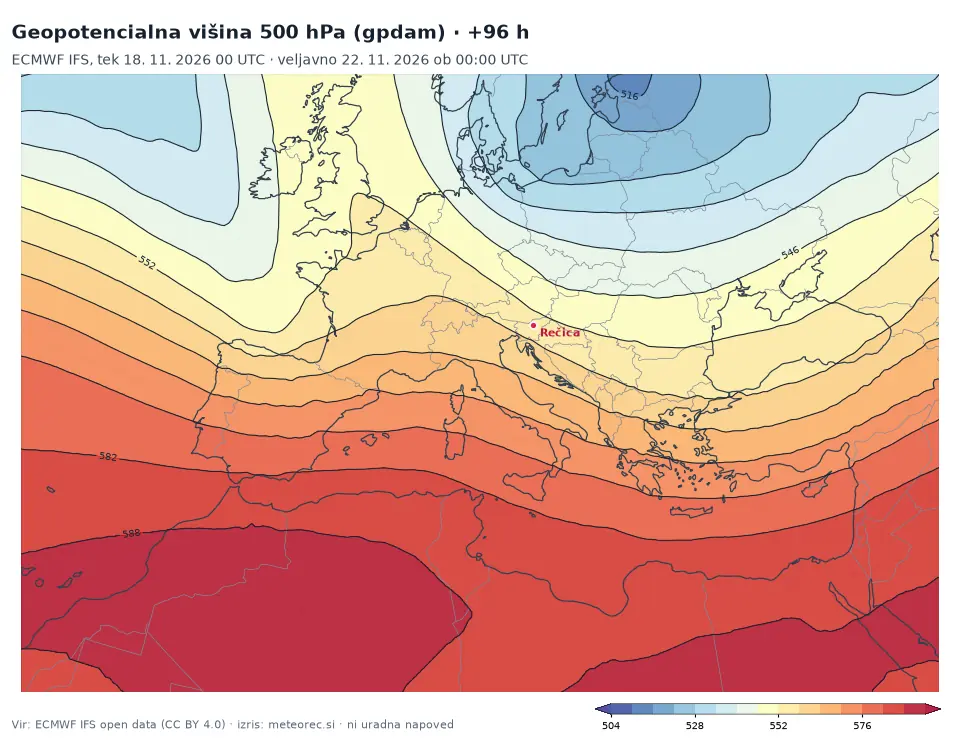 Geopotencialna višina 500 hPa (gpdam) · +96 h
ECMWF IFS, tek 18. 11. 2026 00 UTC · veljavno 22. 11. 2026 ob 00:00 UTC
516
546
552
Rečica
582
588
504 528 552 576
Vir: ECMWF IFS open data (CC BY 4.0) · izris: meteorec.si · ni uradna napoved